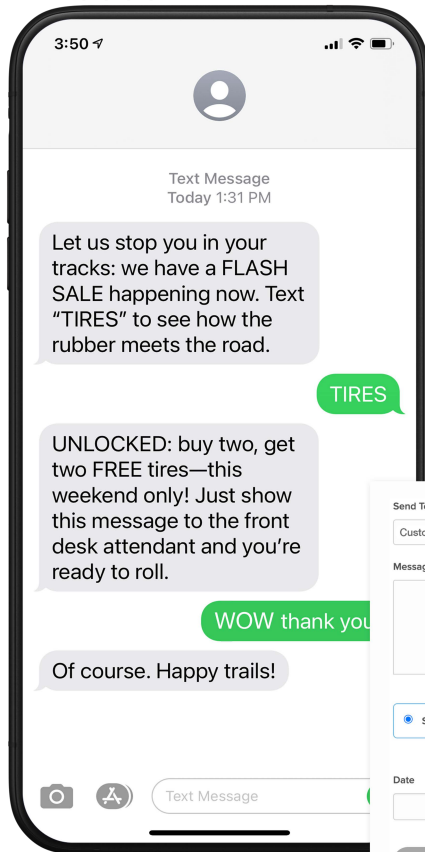 3:50
Text Message
Today 1:31 PM
Let us stop you in your
tracks: we have a FLASH
SALE happening now. Text
“TIRES” to see how the
rubber meets the road.
TIRES
UNLOCKED: buy two, get
two FREE tires—this
weekend only! Just show
this message to the front
desk attendant and you’re
ready to roll.
WOW thank you
Of course. Happy trails!
Text Message
Send
Date